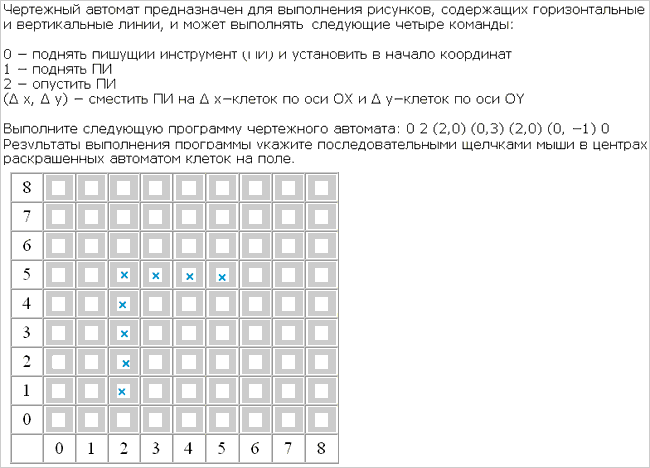 Чертежный автомат предназначен для выполнения рисунков, содержащих горизонтальные
и вертикальные линии, и может выполнять следующие четыре команды:
0 − поднять пишущий инструмент (ПИ) и установить в начало координат
1 − поднять ПИ
2 − опустить ПИ
(Δ x, Δ y) − сместить ПИ на Δ x−клеток по оси OX и Δ y−клеток по оси OY
Выполните следующую программу чертежного автомата: 0 2 (2,0) (0,3) (2,0) (0, −1) 0
Результаты выполнения программы укажите последовательными щелчками мыши в центрах
раскрашенных автоматом клеток на поле.
8
7
6
5
4
3
2
1
0
0 1 2 3 4 5 6 7 8